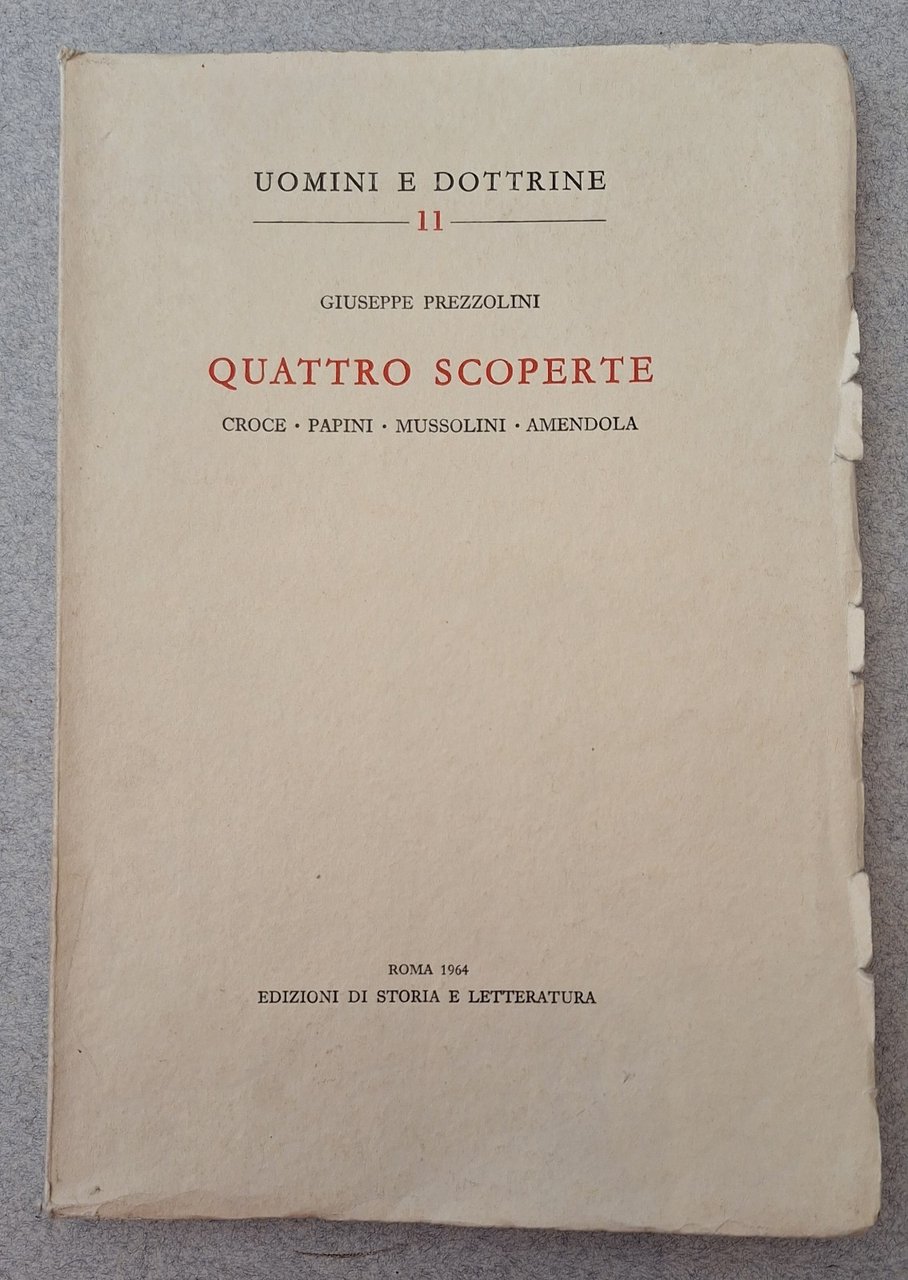 UOMINI E DOTTRINE
11
GIUSEPPE PREZZOLINI
QUATTRO SCOPERTE
CROCE • PAPINI • MUSSOLINI • AMENDOLA
ROMA 1964
EDIZIONI DI STORIA E LETTERATURA